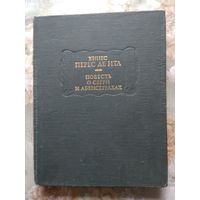 ХИНЕС
ПЕРЕС ДЕ ИТА
ПОВЕСТЬ
О СЕГРИ
И АБЕНСЕРРАХАХ